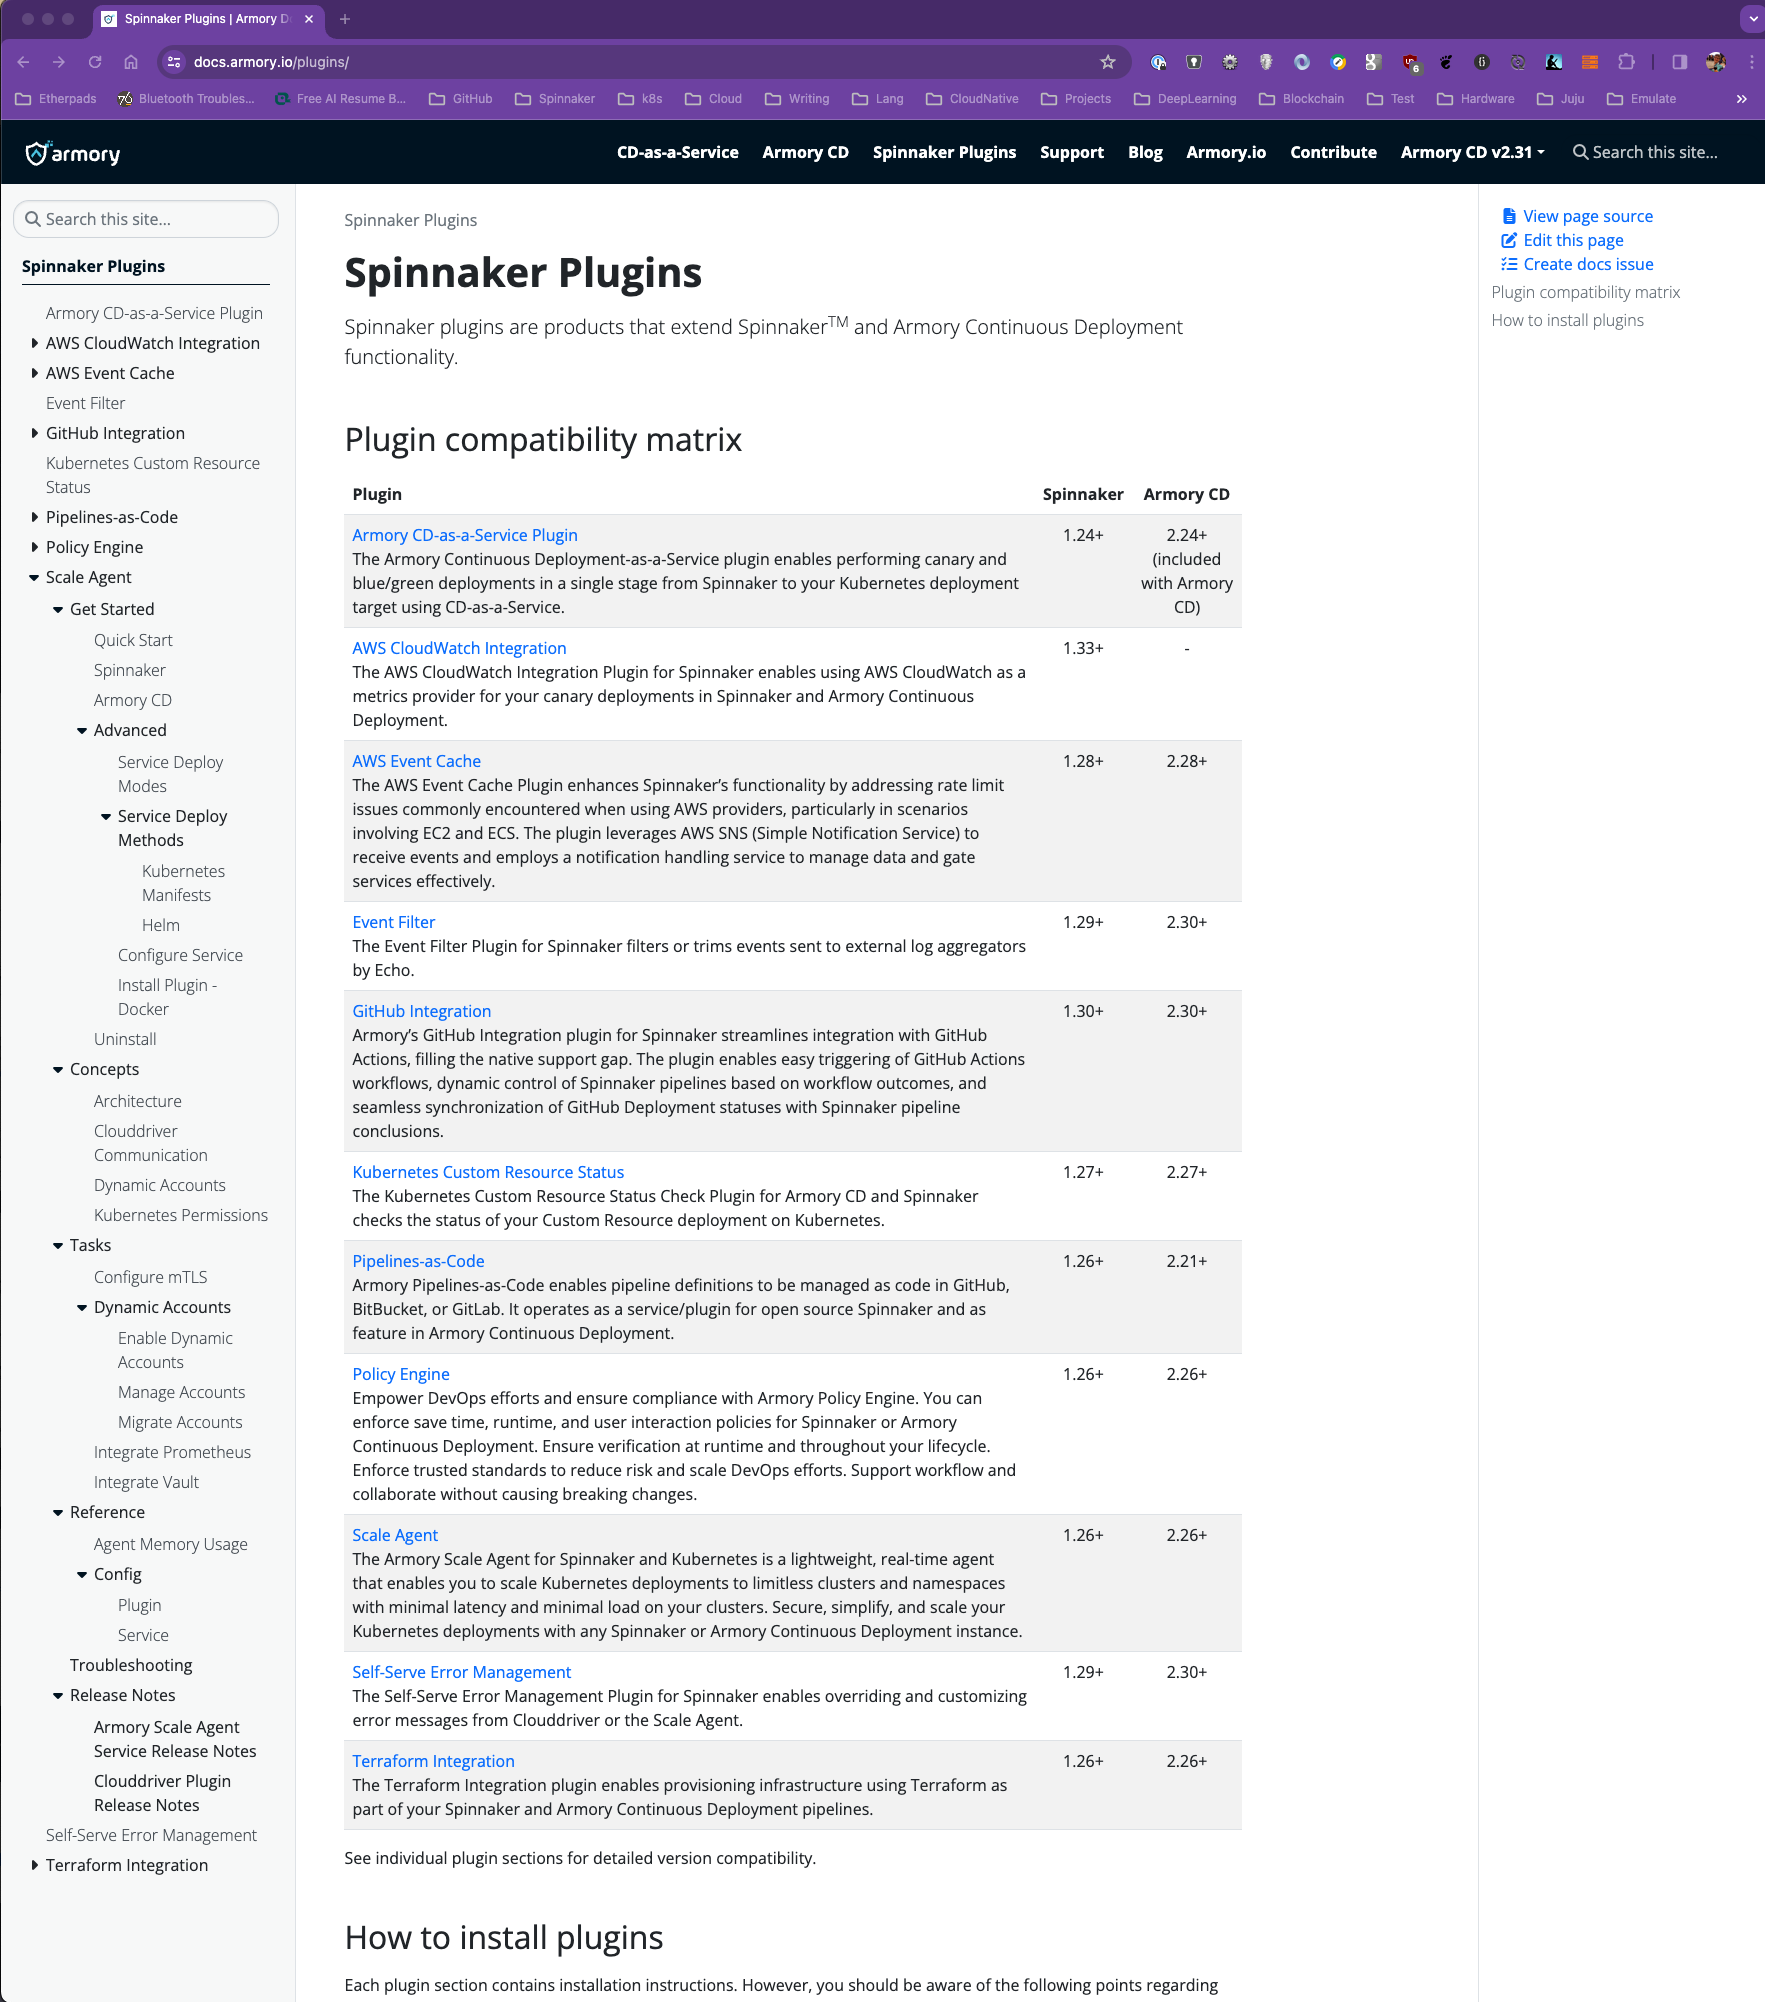 Spinnaker Plugins | Armory D
docs.armory.io/plugins/
6
Etherpads
Bluetooth Troubles...
Free AI Resume B...
GitHub
Spinnaker
k8s
Cloud
Writing
Lang
CloudNative
Projects
DeepLearning
Blockchain
Test
Hardware
Juju
Emulate
armory
CD-as-a-Service
Armory CD
Spinnaker Plugins
Support
Blog
Armory.io
Contribute
Armory CD v2.31
Search this site...
Search this site...
Spinnaker Plugins
Armory CD-as-a-Service Plugin
AWS CloudWatch Integration
AWS Event Cache
Event Filter
GitHub Integration
Kubernetes Custom Resource
Status
Pipelines-as-Code
Policy Engine
Scale Agent
Get Started
Quick Start
Spinnaker
Armory CD
Advanced
Service Deploy
Modes
Service Deploy
Methods
Kubernetes
Manifests
Helm
Configure Service
Install Plugin -
Docker
Uninstall
Concepts
Architecture
Clouddriver
Communication
Dynamic Accounts
Kubernetes Permissions
Tasks
Configure mTLS
Dynamic Accounts
Enable Dynamic
Accounts
Manage Accounts
Migrate Accounts
Integrate Prometheus
Integrate Vault
Reference
Agent Memory Usage
Config
Plugin
Service
Troubleshooting
Release Notes
Armory Scale Agent
Service Release Notes
Clouddriver Plugin
Release Notes
Self-Serve Error Management
Terraform Integration
Spinnaker Plugins
Spinnaker Plugins
Spinnaker plugins are products that extend Spinnaker™ and Armory Continuous Deployment
functionality.
Plugin compatibility matrix
Plugin Spinnaker Armory CD
Armory CD-as-a-Service Plugin 1.24+ 2.24+
The Armory Continuous Deployment-as-a-Service plugin enables performing canary and (included
blue/green deployments in a single stage from Spinnaker to your Kubernetes deployment with Armory
target using CD-as-a-Service. CD)
AWS CloudWatch Integration 1.33+ -
The AWS CloudWatch Integration Plugin for Spinnaker enables using AWS CloudWatch as a
metrics provider for your canary deployments in Spinnaker and Armory Continuous
Deployment.
AWS Event Cache 1.28+ 2.28+
The AWS Event Cache Plugin enhances Spinnaker’s functionality by addressing rate limit
issues commonly encountered when using AWS providers, particularly in scenarios
involving EC2 and ECS. The plugin leverages AWS SNS (Simple Notification Service) to
receive events and employs a notification handling service to manage data and gate
services effectively.
Event Filter 1.29+ 2.30+
The Event Filter Plugin for Spinnaker filters or trims events sent to external log aggregators
by Echo.
GitHub Integration 1.30+ 2.30+
Armory’s GitHub Integration plugin for Spinnaker streamlines integration with GitHub
Actions, filling the native support gap. The plugin enables easy triggering of GitHub Actions
workflows, dynamic control of Spinnaker pipelines based on workflow outcomes, and
seamless synchronization of GitHub Deployment statuses with Spinnaker pipeline
conclusions.
Kubernetes Custom Resource Status 1.27+ 2.27+
The Kubernetes Custom Resource Status Check Plugin for Armory CD and Spinnaker
checks the status of your Custom Resource deployment on Kubernetes.
Pipelines-as-Code 1.26+ 2.21+
Armory Pipelines-as-Code enables pipeline definitions to be managed as code in GitHub,
BitBucket, or GitLab. It operates as a service/plugin for open source Spinnaker and as
feature in Armory Continuous Deployment.
Policy Engine 1.26+ 2.26+
Empower DevOps efforts and ensure compliance with Armory Policy Engine. You can
enforce save time, runtime, and user interaction policies for Spinnaker or Armory
Continuous Deployment. Ensure verification at runtime and throughout your lifecycle.
Enforce trusted standards to reduce risk and scale DevOps efforts. Support workflow and
collaborate without causing breaking changes.
Scale Agent 1.26+ 2.26+
The Armory Scale Agent for Spinnaker and Kubernetes is a lightweight, real-time agent
that enables you to scale Kubernetes deployments to limitless clusters and namespaces
with minimal latency and minimal load on your clusters. Secure, simplify, and scale your
Kubernetes deployments with any Spinnaker or Armory Continuous Deployment instance.
Self-Serve Error Management 1.29+ 2.30+
The Self-Serve Error Management Plugin for Spinnaker enables overriding and customizing
error messages from Clouddriver or the Scale Agent.
Terraform Integration 1.26+ 2.26+
The Terraform Integration plugin enables provisioning infrastructure using Terraform as
part of your Spinnaker and Armory Continuous Deployment pipelines.
See individual plugin sections for detailed version compatibility.
How to install plugins
Each plugin section contains installation instructions. However, you should be aware of the following points regarding
View page source
Edit this page
Create docs issue
Plugin compatibility matrix
How to install plugins